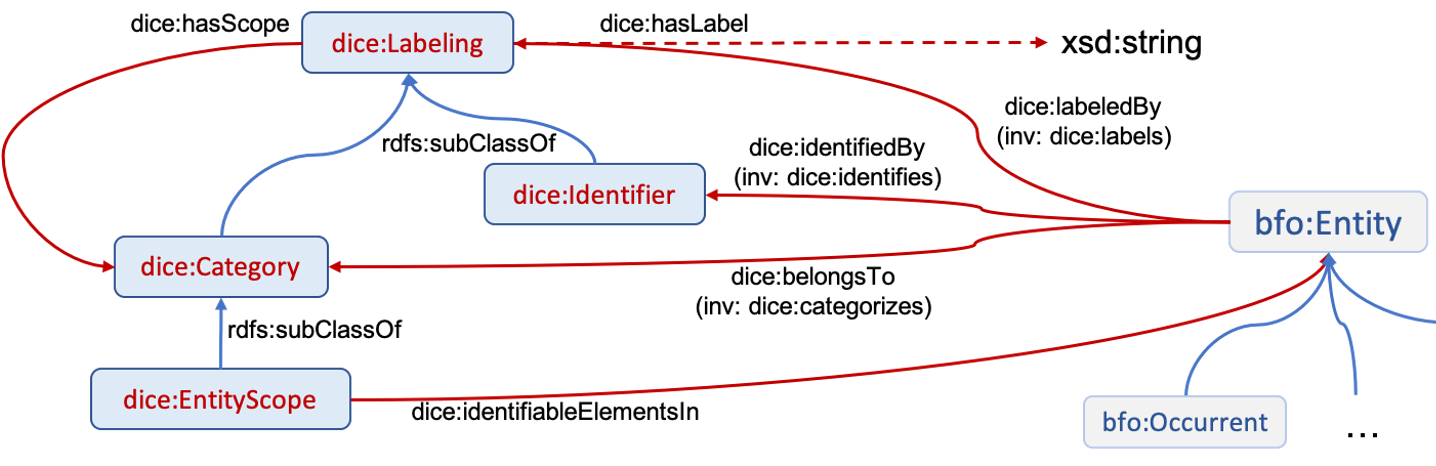 dice:hasScope
dice:Labeling
dice:hasLabel
xsd:string
dice:labeledBy
(inv: dice:labels)
rdfs:subClassOf
dice:identifiedBy
(inv: dice:identifies)
dice:Identifier
bfo:Entity
dice:Category
dice:belongsTo
(inv: dice:categorizes)
rdfs:subClassOf
dice:EntityScope
dice:identifiableElementsIn
bfo:Occurrent
...